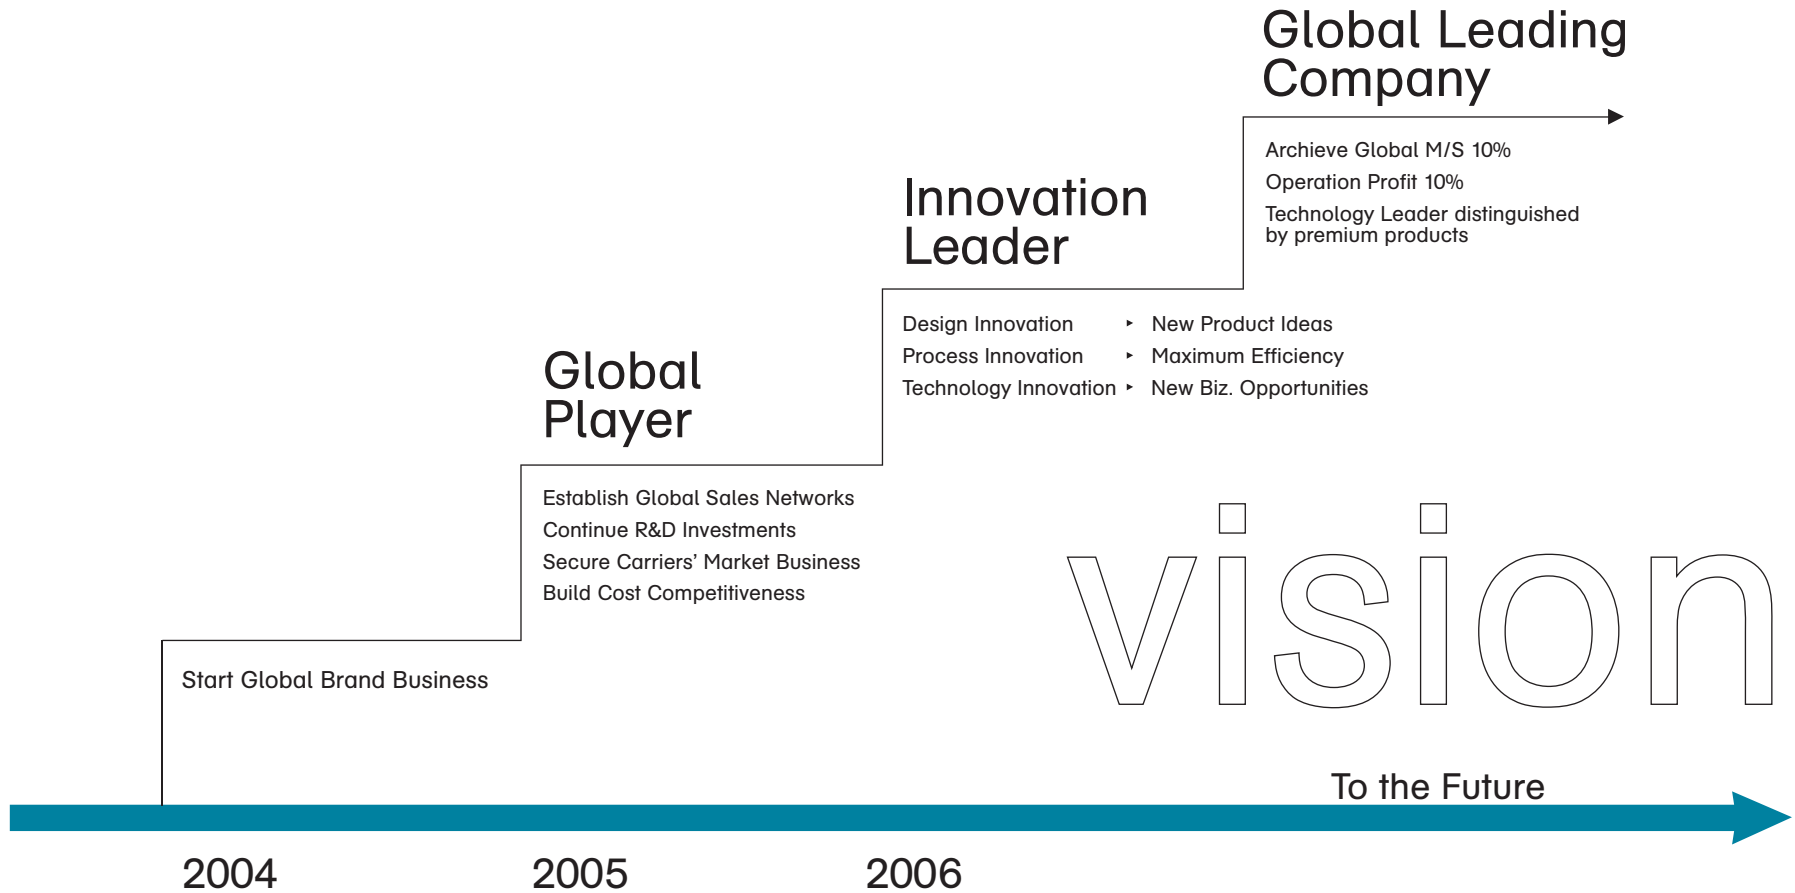 Global Leading
Company
Archieve Global M/S 10%
Operation Profit 10%
Technology Leader distinguished
by premium products
Innovation
Leader
Design Innovation ▸ New Product Ideas
Process Innovation ▸ Maximum Efficiency
Technology Innovation ▸ New Biz. Opportunities
Global
Player
Establish Global Sales Networks
Continue R&D Investments
Secure Carriers’ Market Business
Build Cost Competitiveness
Start Global Brand Business
vision
To the Future
2004 2005 2006